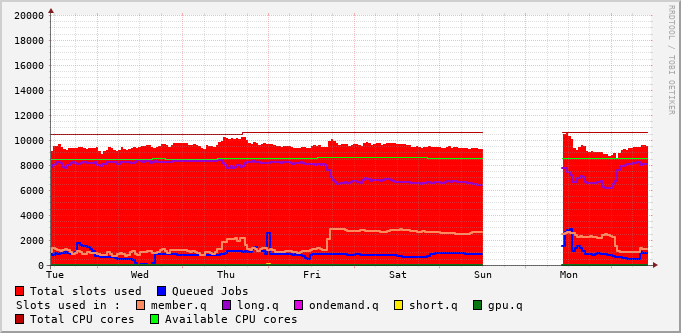 RRDTOOL / TOBI OETIKER
20000
18000
16000
14000
12000
10000
8000
6000
4000
2000
0
Tue Wed Thu Fri Sat Sun Mon
Total slots used Queued Jobs
Slots used in : member.q long.q ondemand.q short.q gpu.q
Total CPU cores Available CPU cores